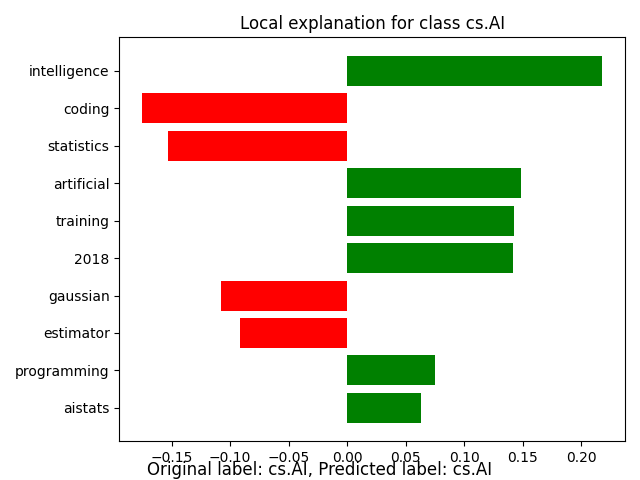 Local explanation for class cs.AI
intelligence
coding
statistics
artificial
training
2018
gaussian
estimator
programming
aistats
−0.15 −0.10 −0.05 0.00 0.05 0.10 0.15 0.20
Original label: cs.AI, Predicted label: cs.AI